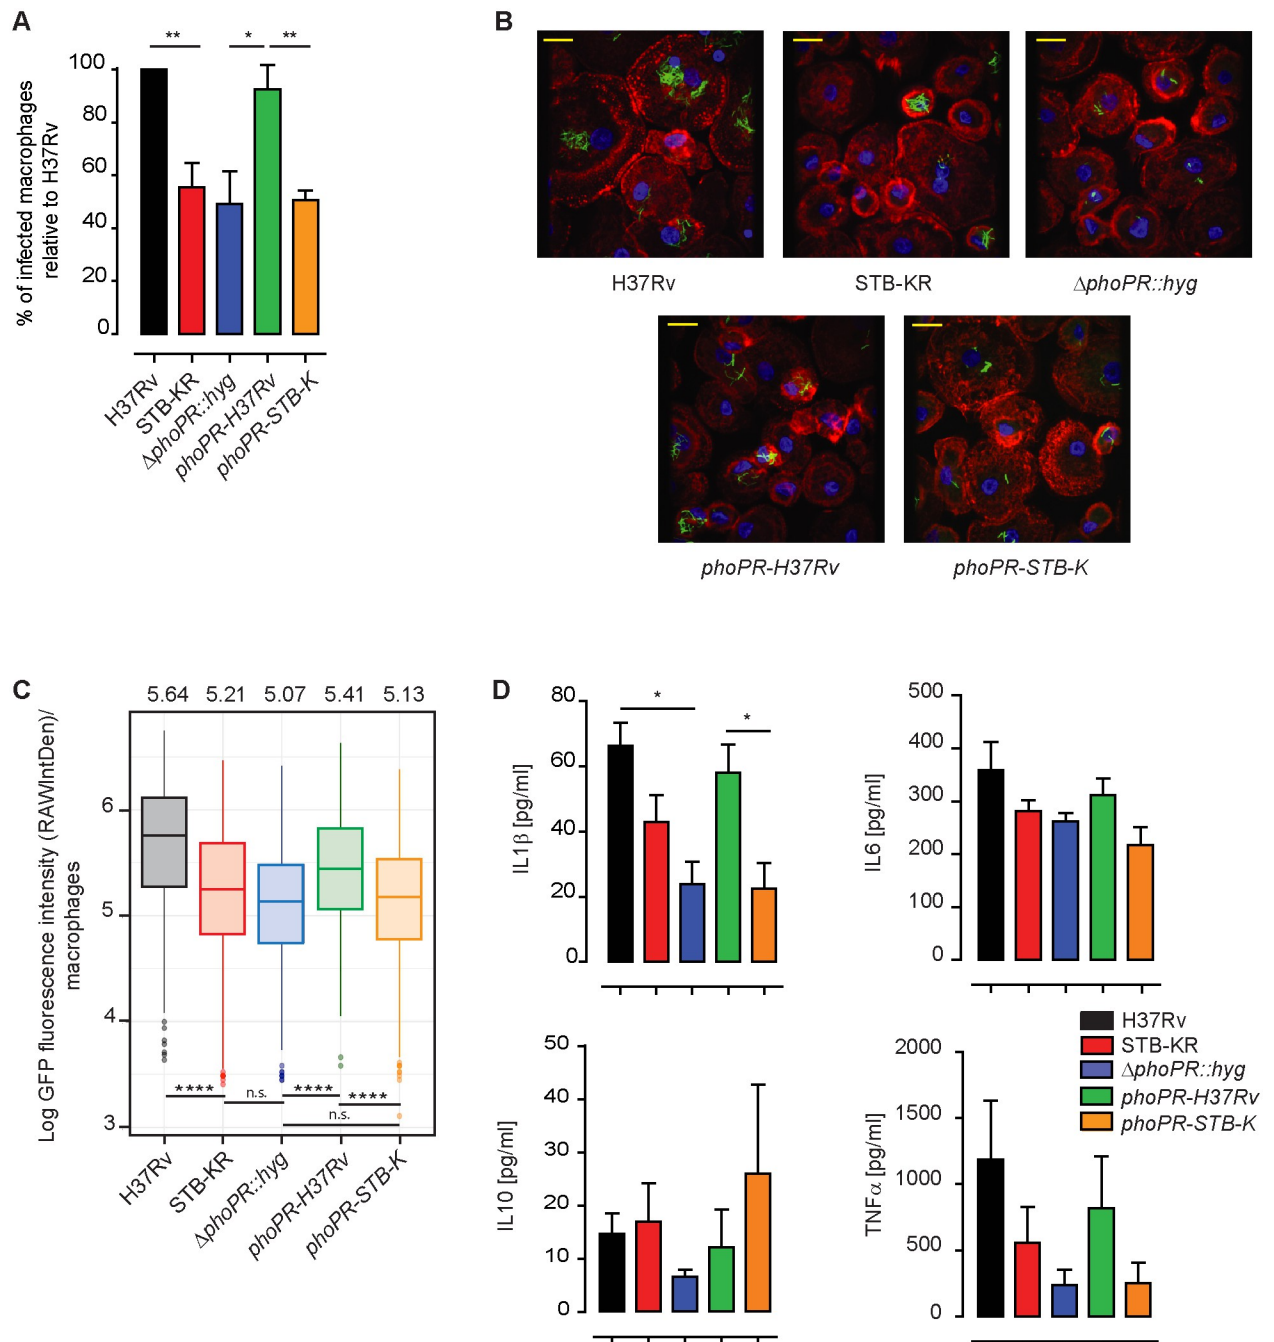 A
** * **
% of infected macrophages
relative to H37Rv
100
80
60
40
20
0
H37Rv
STB-KR
ΔphoPR::hyg
phoPR-H37Rv
phoPR-STB-K
B
H37Rv
STB-KR
ΔphoPR::hyg
phoPR-H37Rv
phoPR-STB-K
C
5.64 5.21 5.07 5.41 5.13
Log GFP fluorescence intensity (RAWIntDen)/
macrophages
6
5
4
3
**** n.s. **** ****
n.s.
H37Rv
STB-KR
ΔphoPR::hyg
phoPR-H37Rv
phoPR-STB-K
D
IL1β [pg/ml]
80
60
40
20
0
*
*
IL6 [pg/ml]
500
400
300
200
100
0
IL10 [pg/ml]
50
40
30
20
10
0
TNFα [pg/ml]
2000
1500
1000
500
0
H37Rv
STB-KR
ΔphoPR::hyg
phoPR-H37Rv
phoPR-STB-K